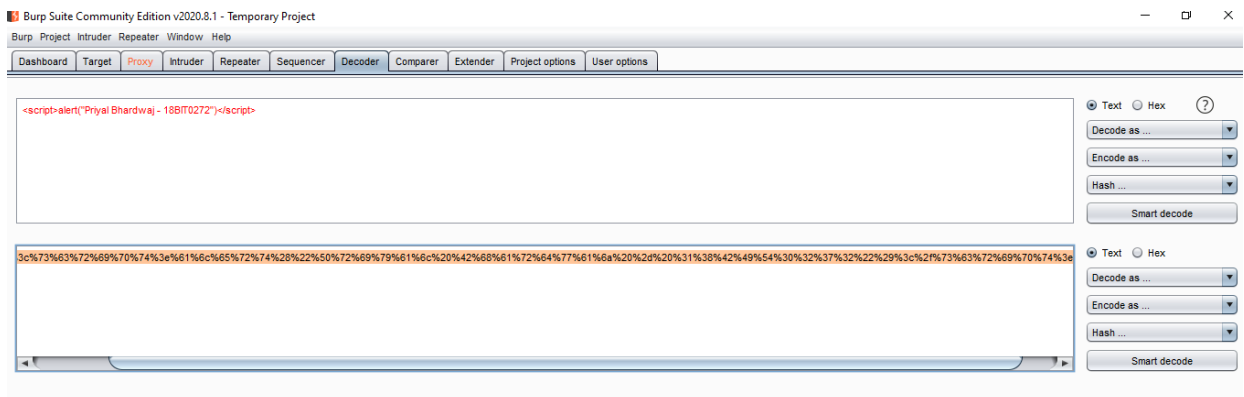 Burp Suite Community Edition v2020.8.1 - Temporary Project
Burp Project Intruder Repeater Window Help
Dashboard Target Proxy Intruder Repeater Sequencer Decoder Comparer Extender Project options User options
<script>alert("Priyal Bhardwaj - 18BIT0272")</script>
Text Hex ?
Decode as ...
Encode as ...
Hash ...
Smart decode
3c%73%63%72%69%70%74%3e%61%6c%65%72%74%28%22%50%72%69%79%61%6c%20%42%68%61%72%64%77%61%6a%20%2d%20%31%38%42%49%54%30%32%37%32%22%29%3c%2f%73%63%72%69%70%74%3e
Text Hex
Decode as ...
Encode as ...
Hash ...
Smart decode